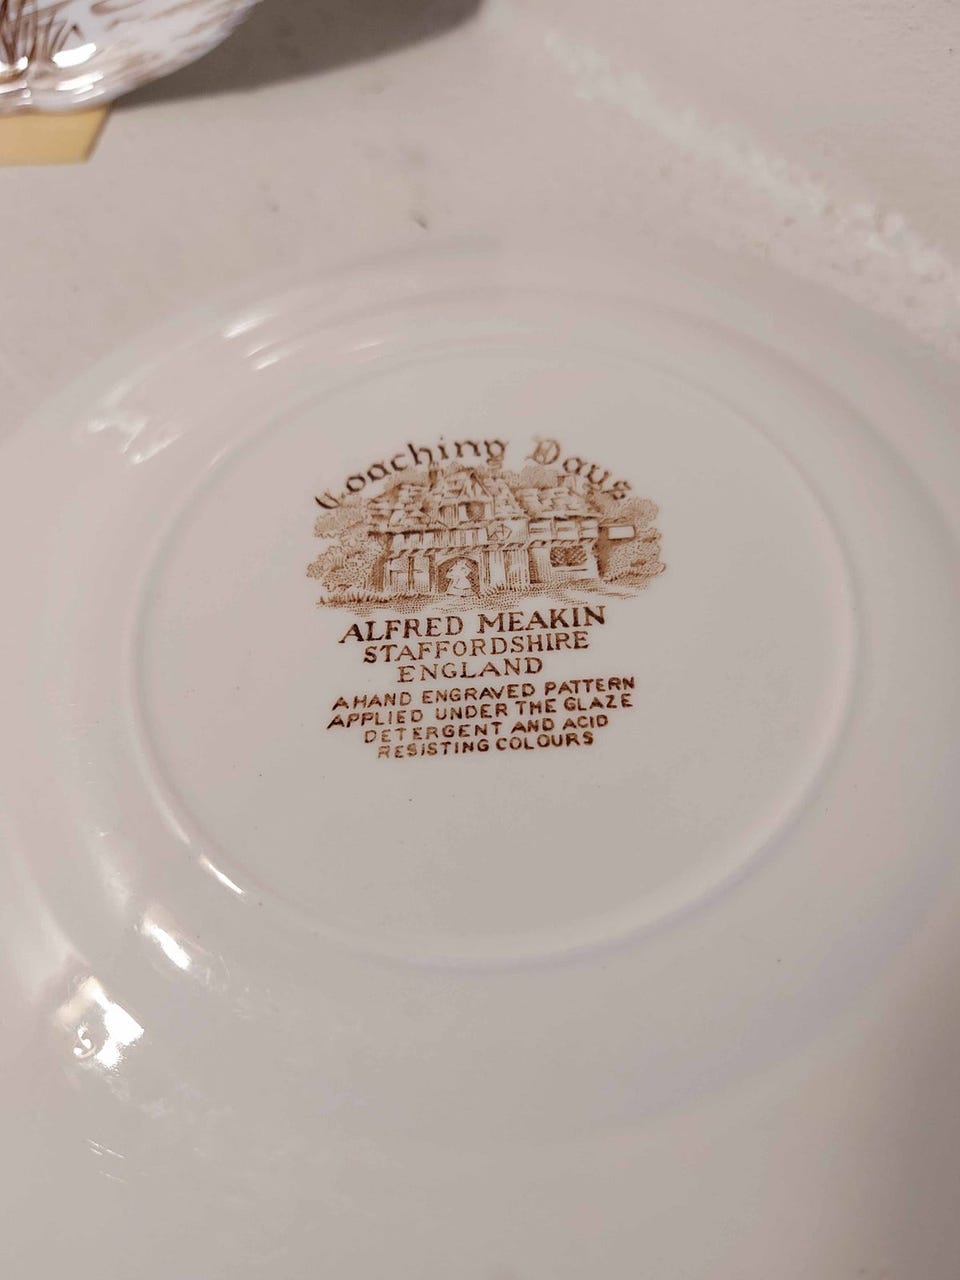 Coaching Days
ALFRED MEAKIN
STAFFORDSHIRE
ENGLAND
A HAND ENGRAVED PATTERN
APPLIED UNDER THE GLAZE
DETERGENT AND ACID
RESISTING COLOURS